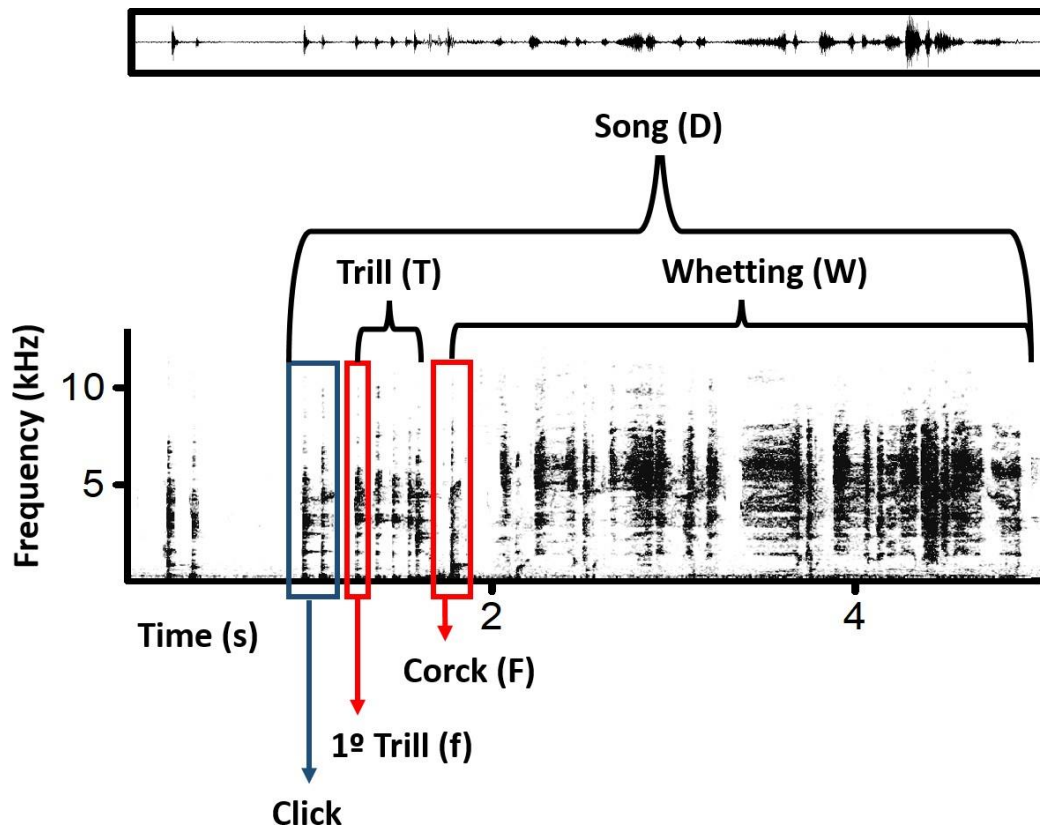 Song (D)
Trill (T)
Whetting (W)
Frequency (kHz)
10
5
Time (s)
2
4
Corck (F)
1º Trill (f)
Click